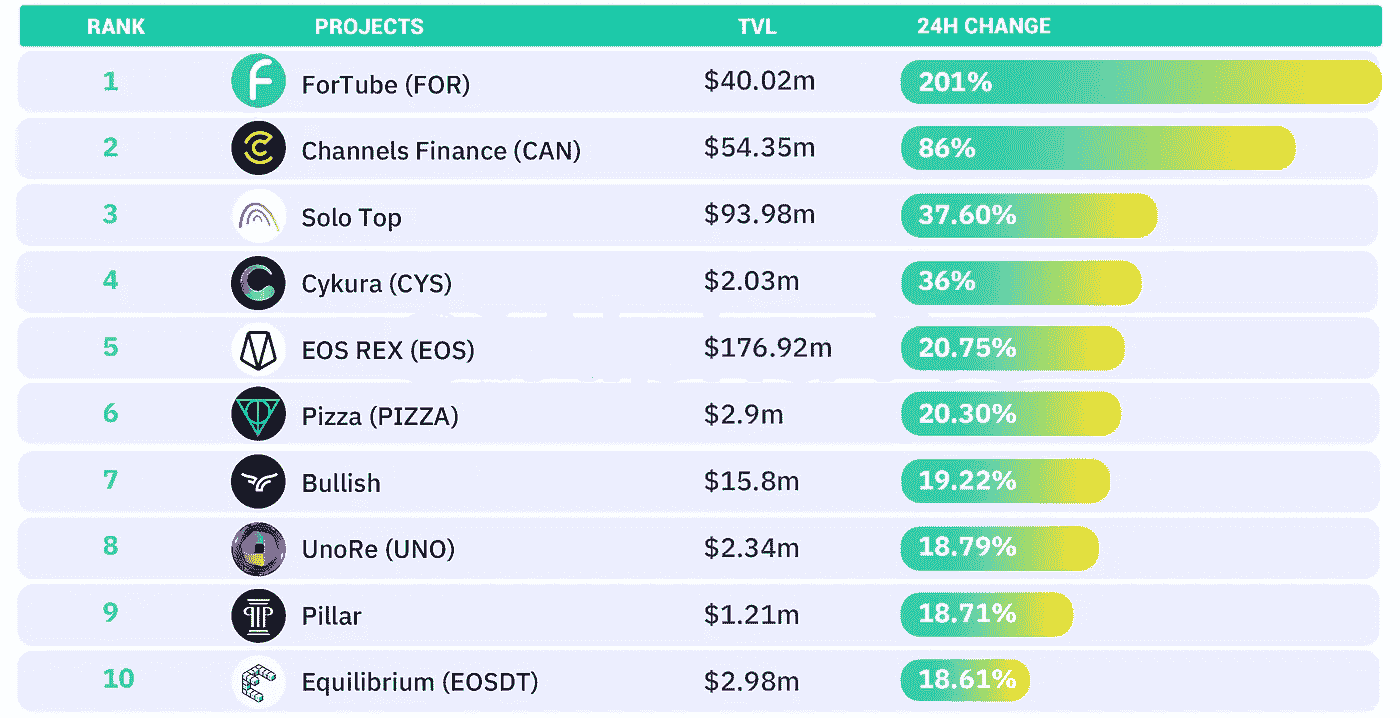 RANK PROJECTS TVL 24H CHANGE
1 ForTube (FOR) $40.02m 201%
2 Channels Finance (CAN) $54.35m 86%
3 Solo Top $93.98m 37.60%
4 Cykura (CYS) $2.03m 36%
5 EOS REX (EOS) $176.92m 20.75%
6 Pizza (PIZZA) $2.9m 20.30%
7 Bullish $15.8m 19.22%
8 UnoRe (UNO) $2.34m 18.79%
9 Pillar $1.21m 18.71%
10 Equilibrium (EOSDT) $2.98m 18.61%